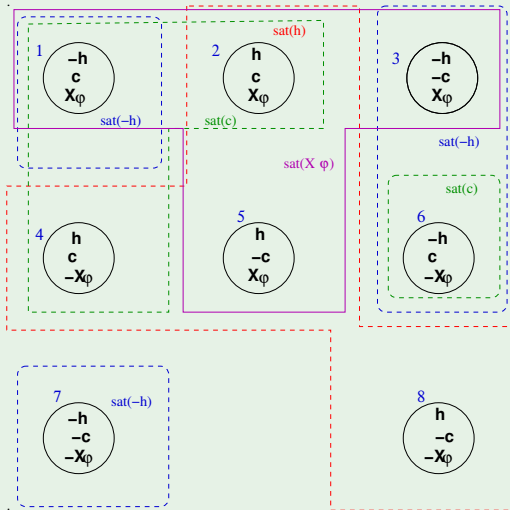 sat(h)
1
−h
c
Xφ
sat(−h)
2
h
c
Xφ
sat(c)
3
−h
−c
Xφ
sat(−h)
sat(X φ)
sat(c)
4
h
c
−Xφ
5
h
−c
Xφ
6
−h
c
−Xφ
7
−h
−c
−Xφ
sat(−h)
8
h
−c
−Xφ